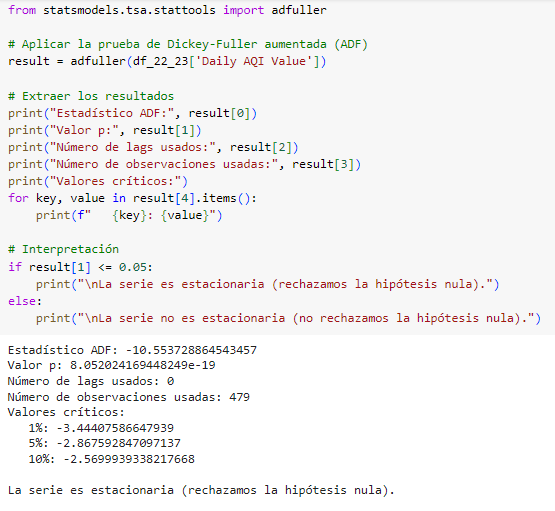 from statsmodels.tsa.stattools import adfuller
# Aplicar la prueba de Dickey-Fuller aumentada (ADF)
result = adfuller(df_22_23['Daily AQI Value'])
# Extraer los resultados
print("Estadístico ADF:", result[0])
print("Valor p:", result[1])
print("Número de lags usados:", result[2])
print("Número de observaciones usadas:", result[3])
print("Valores críticos:")
for key, value in result[4].items():
    print(f"   {key}: {value}")
# Interpretación
if result[1] <= 0.05:
    print("\nLa serie es estacionaria (rechazamos la hipótesis nula).")
else:
    print("\nLa serie no es estacionaria (no rechazamos la hipótesis nula).")
Estadístico ADF: -10.553728864543457
Valor p: 8.052024169448249e-19
Número de lags usados: 0
Número de observaciones usadas: 479
Valores críticos:
   1%: -3.44407586647939
   5%: -2.867592847097137
   10%: -2.5699939338217668
La serie es estacionaria (rechazamos la hipótesis nula).